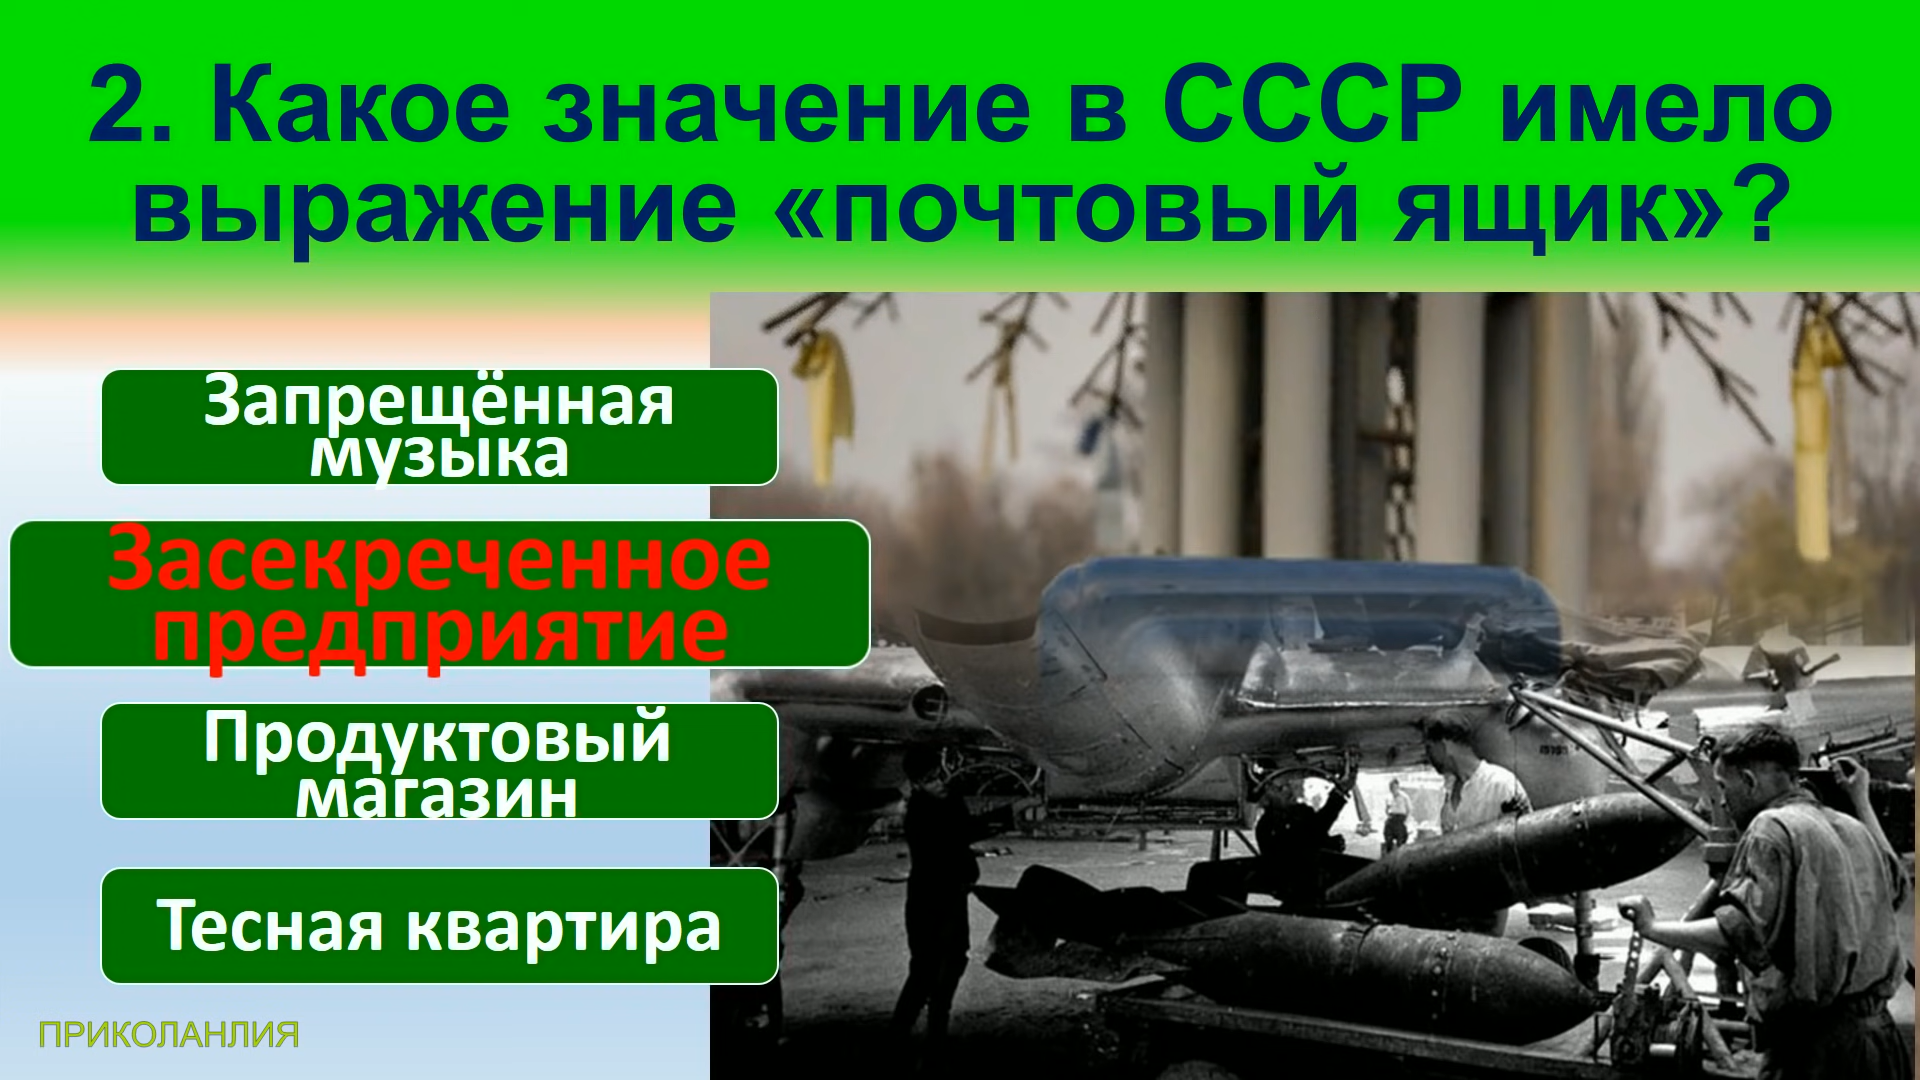 2. Какое значение в СССР имело
выражение «почтовый ящик»?
Запрещённая
музыка
Засекреченное
предприятие
Продуктовый
магазин
Тесная квартира
ПРИКОЛАНЛИЯ